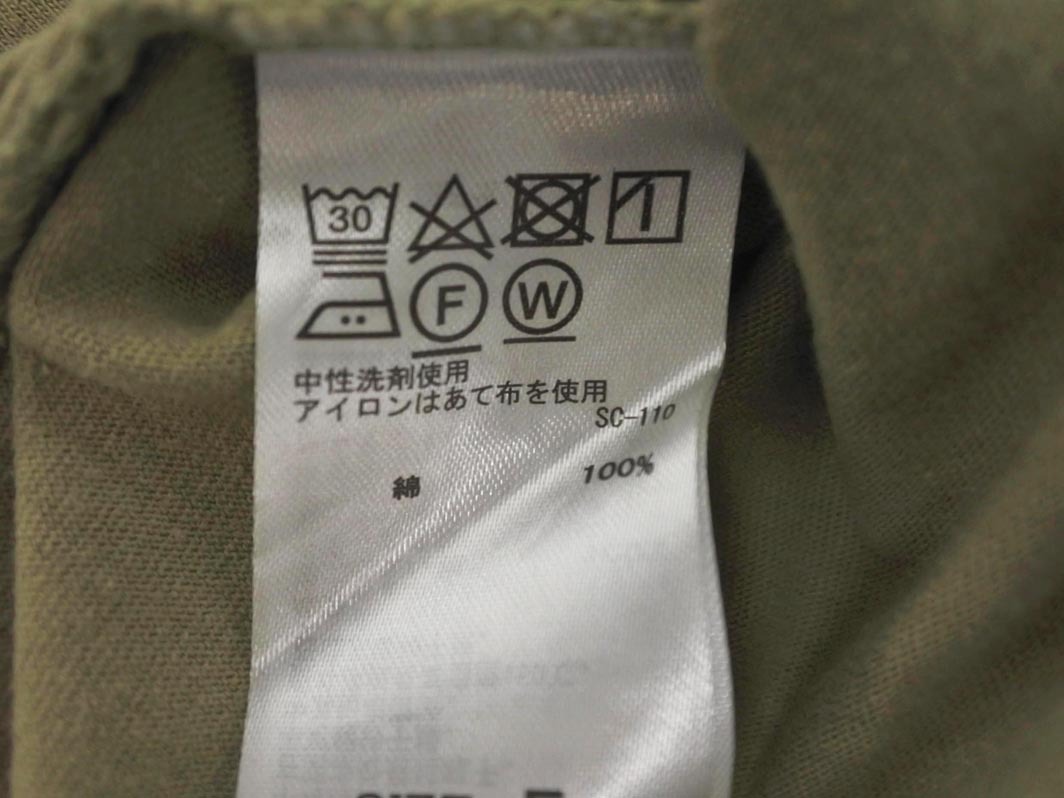 30
F W
中性洗剤使用
アイロンはあて布を使用
SC-110
綿 100%